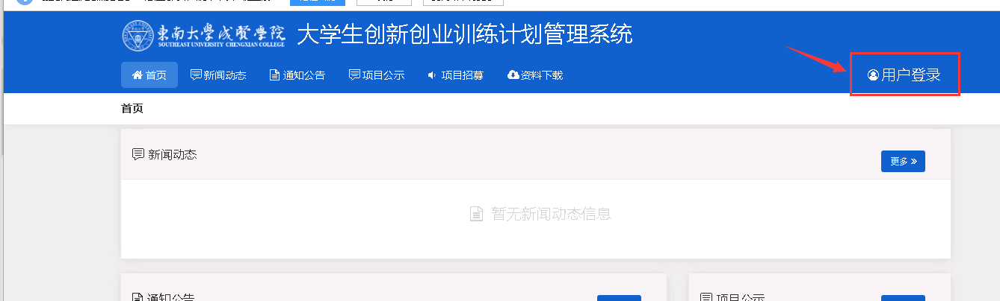 東南大學成賢學院
SOUTHEAST UNIVERSITY CHENGXIAN COLLEGE
大学生创新创业训练计划管理系统
首页 新闻动态 通知公告 项目公示 项目招募 资料下载
用户登录
首页
新闻动态
更多 »
暂无新闻动态信息
通知公告
项目公示